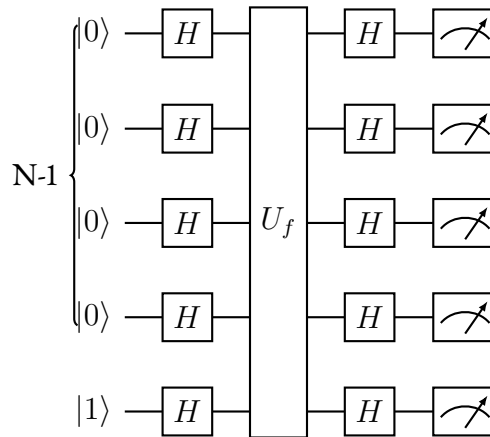 |0⟩ H H
|0⟩ H H
N-1
|0⟩ H U_f H
|0⟩ H H
|1⟩ H H